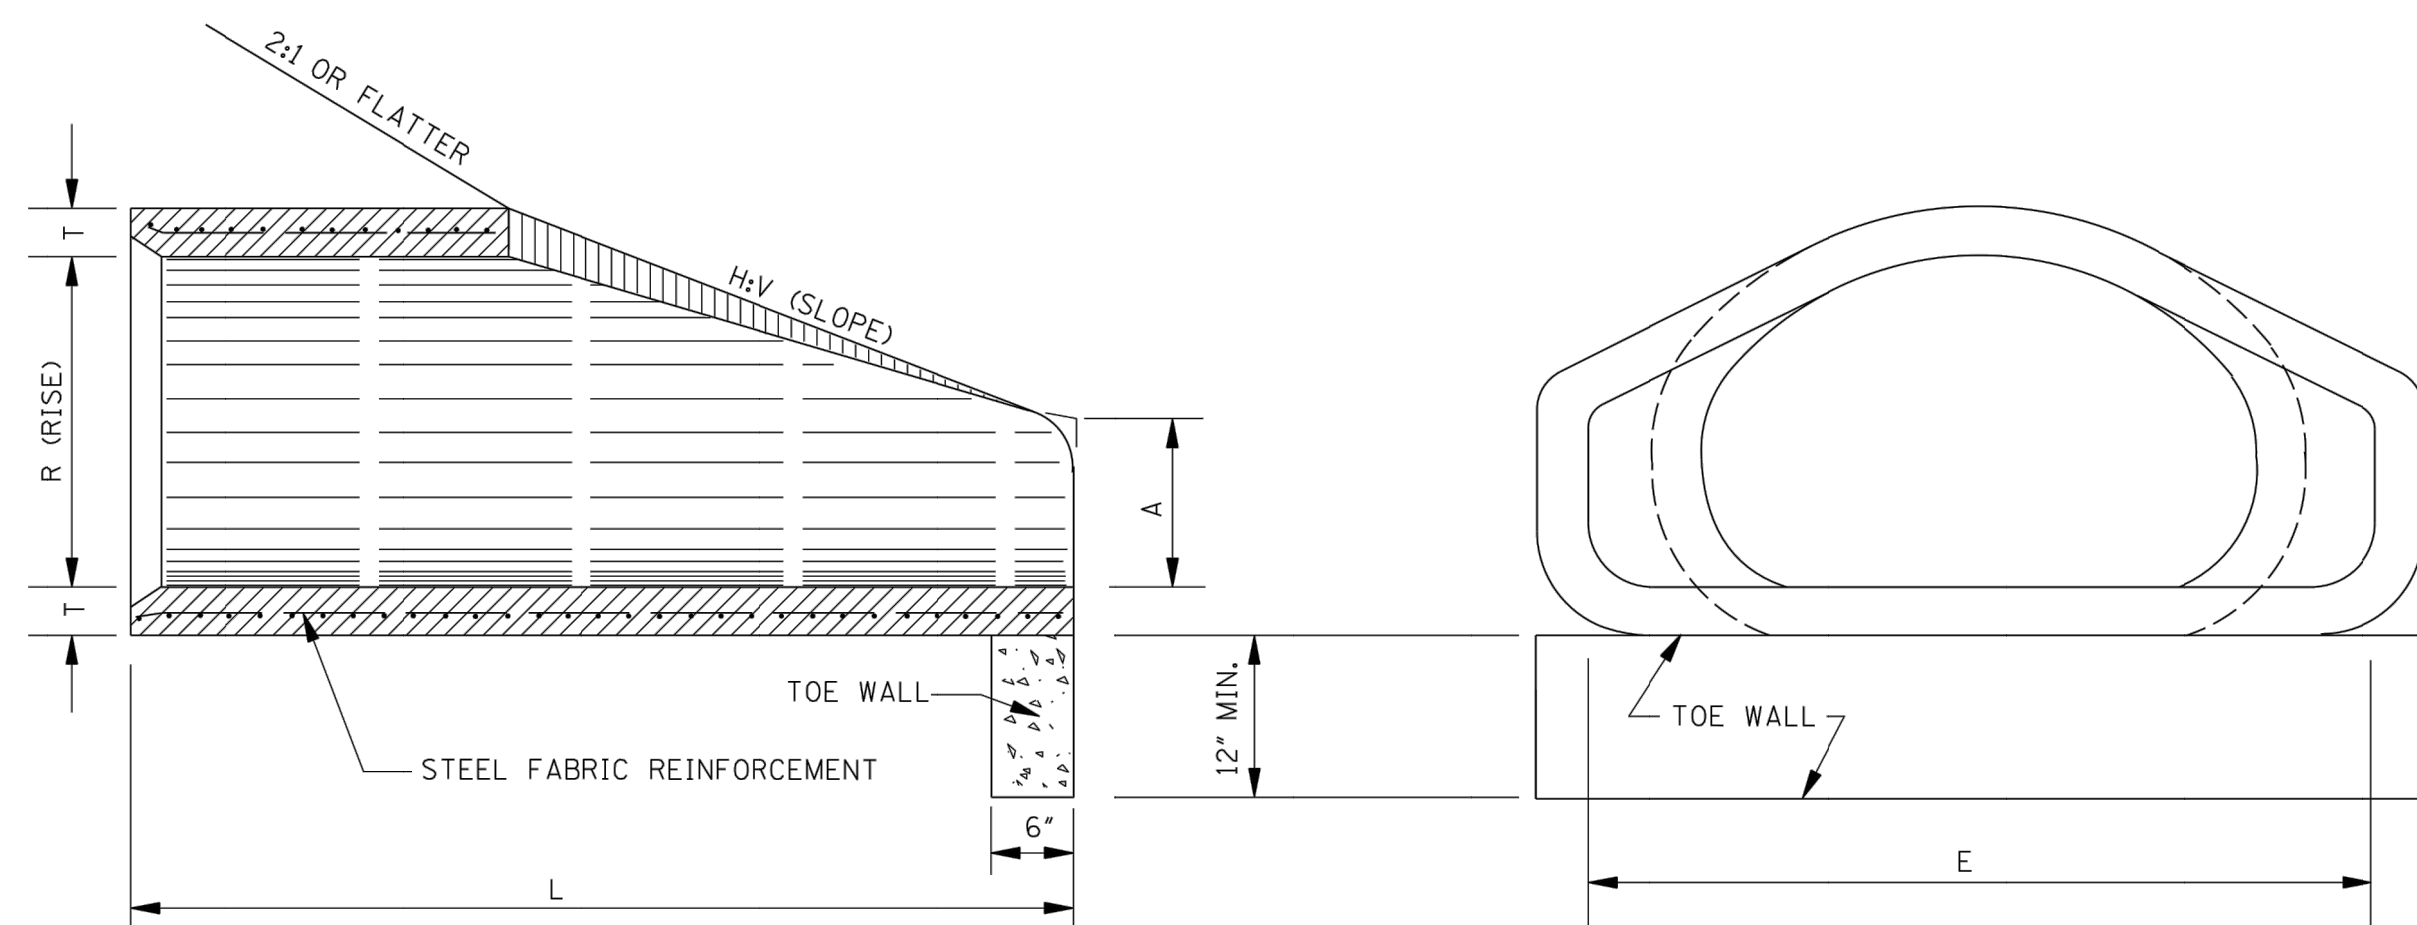 2:1 OR FLATTER
T
H:V (SLOPE)
R (RISE)
A
T
TOE WALL
12" MIN.
TOE WALL
STEEL FABRIC REINFORCEMENT
6"
E
L